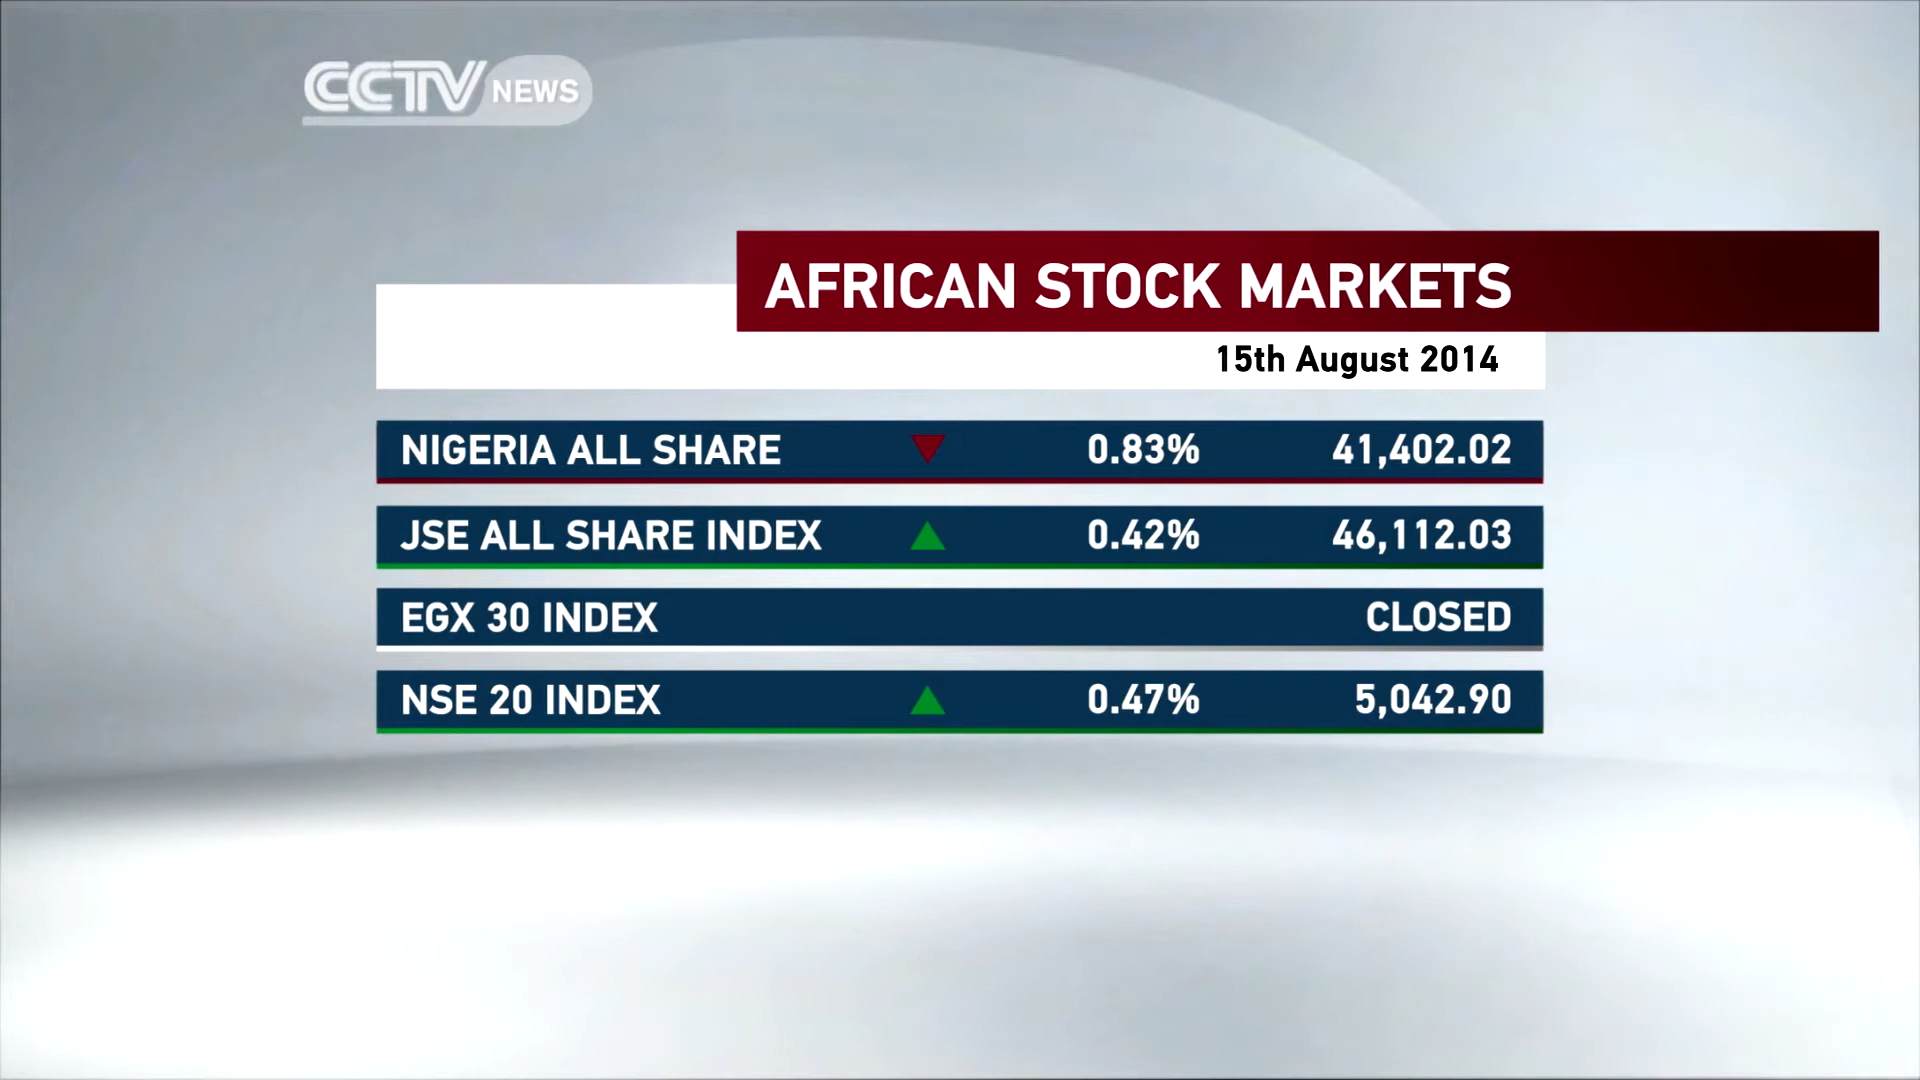 CCTV NEWS
AFRICAN STOCK MARKETS
15th August 2014
NIGERIA ALL SHARE ▼ 0.83% 41,402.02
JSE ALL SHARE INDEX ▲ 0.42% 46,112.03
EGX 30 INDEX CLOSED
NSE 20 INDEX ▲ 0.47% 5,042.90